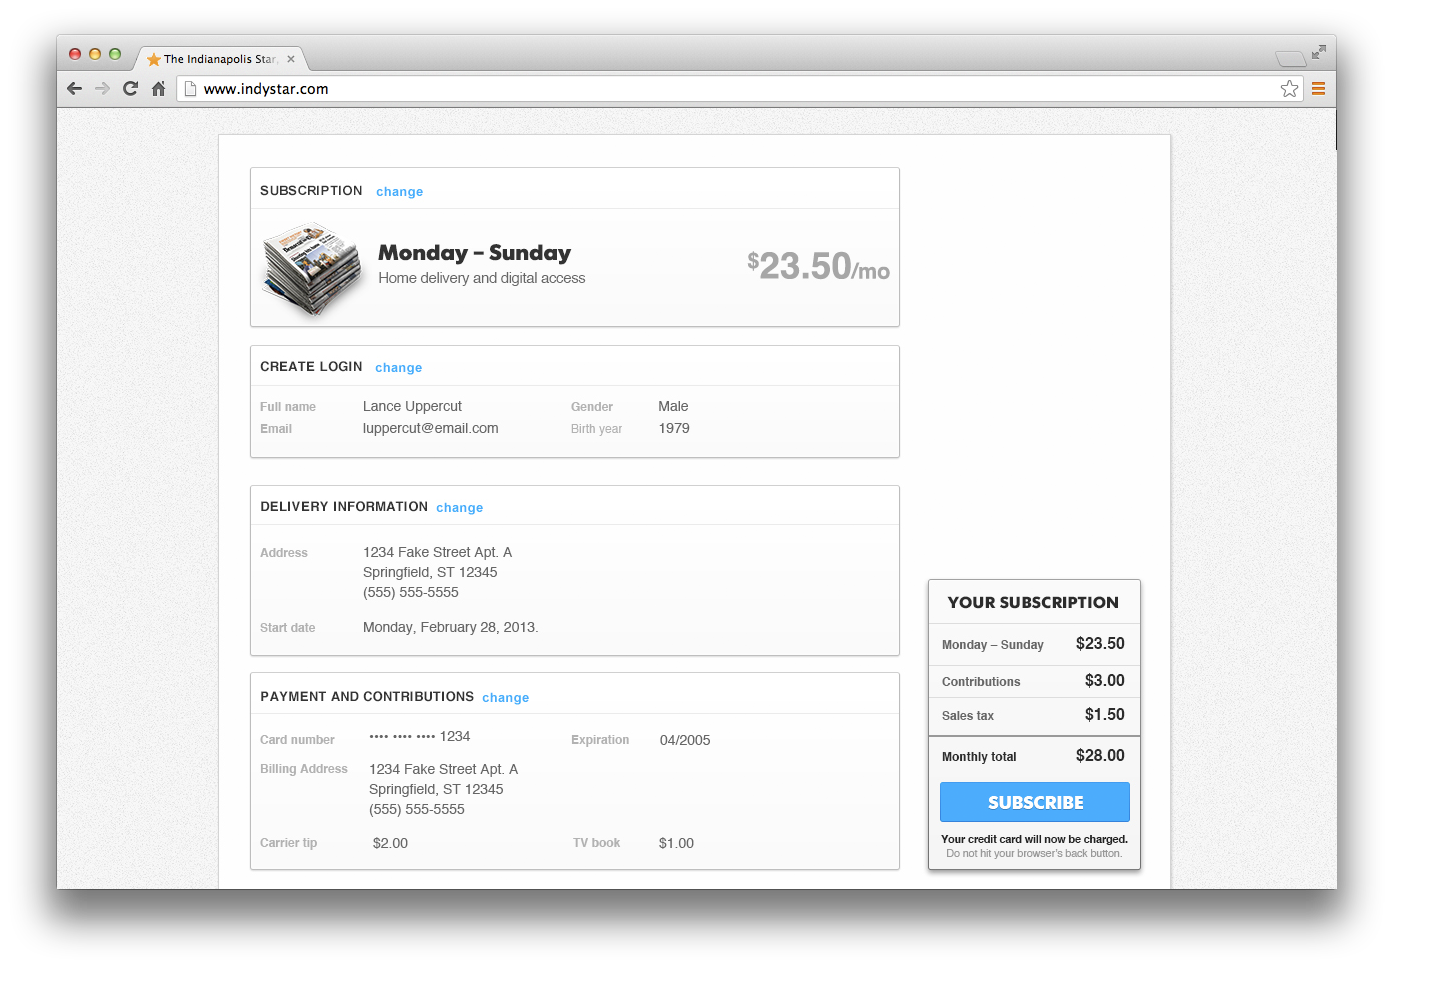 The Indianapolis Star,
www.indystar.com
SUBSCRIPTION change
Monday – Sunday
Home delivery and digital access
$23.50/mo
CREATE LOGIN change
Full name Lance Uppercut Gender Male
Email luppercut@email.com Birth year 1979
DELIVERY INFORMATION change
Address 1234 Fake Street Apt. A
Springfield, ST 12345
(555) 555-5555
Start date Monday, February 28, 2013.
PAYMENT AND CONTRIBUTIONS change
Card number •••• •••• •••• 1234 Expiration 04/2005
Billing Address 1234 Fake Street Apt. A
Springfield, ST 12345
(555) 555-5555
Carrier tip $2.00 TV book $1.00
YOUR SUBSCRIPTION
Monday – Sunday $23.50
Contributions $3.00
Sales tax $1.50
Monthly total $28.00
SUBSCRIBE
Your credit card will now be charged.
Do not hit your browser's back button.